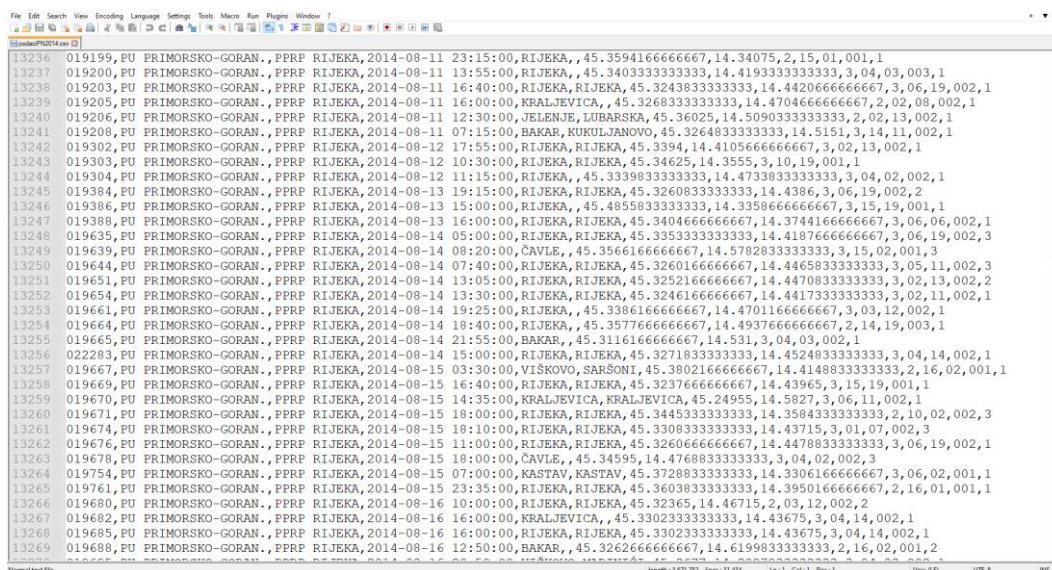 File Edit Search View Encoding Language Settings Tools Macro Run Plugins Window ?
podaciPN2014.csv
13236 019199,PU PRIMORSKO-GORAN.,PPRP RIJEKA,2014-08-11 23:15:00,RIJEKA,,45.3594166666667,14.34075,2,15,01,001,1
13237 019200,PU PRIMORSKO-GORAN.,PPRP RIJEKA,2014-08-11 13:55:00,RIJEKA,,45.3403333333333,14.4193333333333,3,04,03,003,1
13238 019203,PU PRIMORSKO-GORAN.,PPRP RIJEKA,2014-08-11 16:40:00,RIJEKA,RIJEKA,45.3243833333333,14.4420666666667,3,06,19,002,1
13239 019205,PU PRIMORSKO-GORAN.,PPRP RIJEKA,2014-08-11 16:00:00,KRALJEVICA,,45.3268333333333,14.4704666666667,2,02,08,002,1
13240 019206,PU PRIMORSKO-GORAN.,PPRP RIJEKA,2014-08-11 12:30:00,JELENJE,LUBARSKA,45.36025,14.5090333333333,2,02,13,002,1
13241 019208,PU PRIMORSKO-GORAN.,PPRP RIJEKA,2014-08-11 07:15:00,BAKAR,KUKULJANOVO,45.3264833333333,14.5151,3,14,11,002,1
13242 019302,PU PRIMORSKO-GORAN.,PPRP RIJEKA,2014-08-12 17:55:00,RIJEKA,RIJEKA,45.3394,14.4105666666667,3,02,13,002,1
13243 019303,PU PRIMORSKO-GORAN.,PPRP RIJEKA,2014-08-12 10:30:00,RIJEKA,RIJEKA,45.34625,14.3555,3,10,19,001,1
13244 019304,PU PRIMORSKO-GORAN.,PPRP RIJEKA,2014-08-12 11:15:00,RIJEKA,,45.3339833333333,14.4733833333333,3,04,02,002,1
13245 019384,PU PRIMORSKO-GORAN.,PPRP RIJEKA,2014-08-13 19:15:00,RIJEKA,RIJEKA,45.3260833333333,14.4386,3,06,19,002,2
13246 019386,PU PRIMORSKO-GORAN.,PPRP RIJEKA,2014-08-13 15:00:00,RIJEKA,,45.4855833333333,14.3358666666667,3,15,19,001,1
13247 019388,PU PRIMORSKO-GORAN.,PPRP RIJEKA,2014-08-13 16:00:00,RIJEKA,RIJEKA,45.3404666666667,14.3744166666667,3,06,06,002,1
13248 019635,PU PRIMORSKO-GORAN.,PPRP RIJEKA,2014-08-14 05:00:00,RIJEKA,RIJEKA,45.3353333333333,14.4187666666667,3,06,19,002,3
13249 019639,PU PRIMORSKO-GORAN.,PPRP RIJEKA,2014-08-14 08:20:00,ČAVLE,,45.3566166666667,14.5782833333333,3,15,02,001,3
13250 019644,PU PRIMORSKO-GORAN.,PPRP RIJEKA,2014-08-14 07:40:00,RIJEKA,RIJEKA,45.3260166666667,14.4465833333333,3,05,11,002,3
13251 019651,PU PRIMORSKO-GORAN.,PPRP RIJEKA,2014-08-14 13:05:00,RIJEKA,RIJEKA,45.3252166666667,14.4470833333333,3,02,13,002,2
13252 019654,PU PRIMORSKO-GORAN.,PPRP RIJEKA,2014-08-14 13:30:00,RIJEKA,RIJEKA,45.3246166666667,14.4417333333333,3,02,11,002,1
13253 019661,PU PRIMORSKO-GORAN.,PPRP RIJEKA,2014-08-14 19:25:00,RIJEKA,,45.3386166666667,14.4701166666667,3,03,12,002,1
13254 019664,PU PRIMORSKO-GORAN.,PPRP RIJEKA,2014-08-14 18:40:00,RIJEKA,,45.3577666666667,14.4937666666667,2,14,19,003,1
13255 019665,PU PRIMORSKO-GORAN.,PPRP RIJEKA,2014-08-14 21:55:00,BAKAR,,45.3116166666667,14.531,3,04,03,002,1
13256 022283,PU PRIMORSKO-GORAN.,PPRP RIJEKA,2014-08-14 15:00:00,RIJEKA,RIJEKA,45.3271833333333,14.4524833333333,3,04,14,002,1
13257 019667,PU PRIMORSKO-GORAN.,PPRP RIJEKA,2014-08-15 03:30:00,VIŠKOVO,SARŠONI,45.3802166666667,14.4148833333333,2,16,02,001,1
13258 019669,PU PRIMORSKO-GORAN.,PPRP RIJEKA,2014-08-15 16:40:00,RIJEKA,RIJEKA,45.3237666666667,14.43965,3,15,19,001,1
13259 019670,PU PRIMORSKO-GORAN.,PPRP RIJEKA,2014-08-15 14:35:00,KRALJEVICA,KRALJEVICA,45.24955,14.5827,3,06,11,002,1
13260 019671,PU PRIMORSKO-GORAN.,PPRP RIJEKA,2014-08-15 18:00:00,RIJEKA,RIJEKA,45.3445333333333,14.3584333333333,2,10,02,002,3
13261 019674,PU PRIMORSKO-GORAN.,PPRP RIJEKA,2014-08-15 18:10:00,RIJEKA,RIJEKA,45.3308333333333,14.43715,3,01,07,002,3
13262 019676,PU PRIMORSKO-GORAN.,PPRP RIJEKA,2014-08-15 11:00:00,RIJEKA,RIJEKA,45.3260666666667,14.4478833333333,3,06,19,002,1
13263 019678,PU PRIMORSKO-GORAN.,PPRP RIJEKA,2014-08-15 18:00:00,ČAVLE,,45.34595,14.4768833333333,3,04,02,002,3
13264 019754,PU PRIMORSKO-GORAN.,PPRP RIJEKA,2014-08-15 07:00:00,KASTAV,KASTAV,45.3728833333333,14.3306166666667,3,06,02,001,1
13265 019761,PU PRIMORSKO-GORAN.,PPRP RIJEKA,2014-08-15 23:35:00,RIJEKA,RIJEKA,45.3603833333333,14.3950166666667,2,16,01,001,1
13266 019680,PU PRIMORSKO-GORAN.,PPRP RIJEKA,2014-08-16 10:00:00,RIJEKA,RIJEKA,45.32365,14.46715,2,03,12,002,2
13267 019682,PU PRIMORSKO-GORAN.,PPRP RIJEKA,2014-08-16 16:00:00,KRALJEVICA,,45.3302333333333,14.43675,3,04,14,002,1
13268 019685,PU PRIMORSKO-GORAN.,PPRP RIJEKA,2014-08-16 16:00:00,RIJEKA,RIJEKA,45.3302333333333,14.43675,3,04,14,002,1
13269 019688,PU PRIMORSKO-GORAN.,PPRP RIJEKA,2014-08-16 12:50:00,BAKAR,,45.3262666666667,14.6199833333333,2,16,02,001,2
Normal text file Ln : 1 Col : 1 Pos : 1 Unix (LF) UTF-8 INS